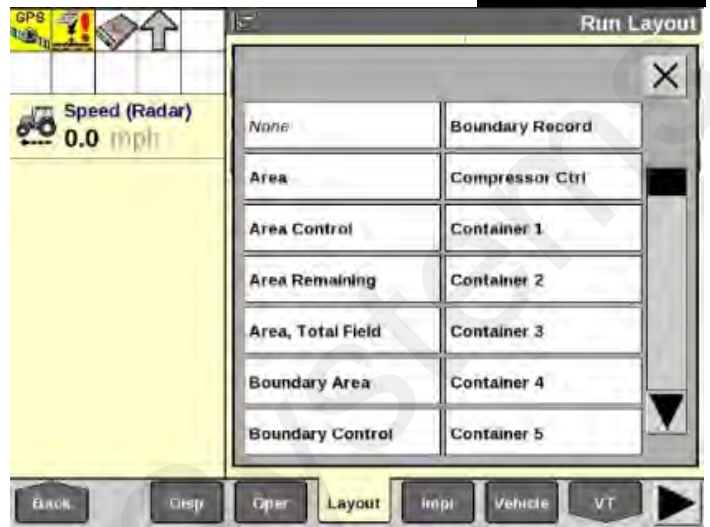 GPS
Run Layout
Speed (Radar)
0.0 mph
None
Boundary Record
Area
Compressor Ctrl
Area Control
Container 1
Area Remaining
Container 2
Area, Total Field
Container 3
Boundary Area
Container 4
Boundary Control
Container 5
Back
Disp
Oper
Layout
Impl
Vehicle
VT